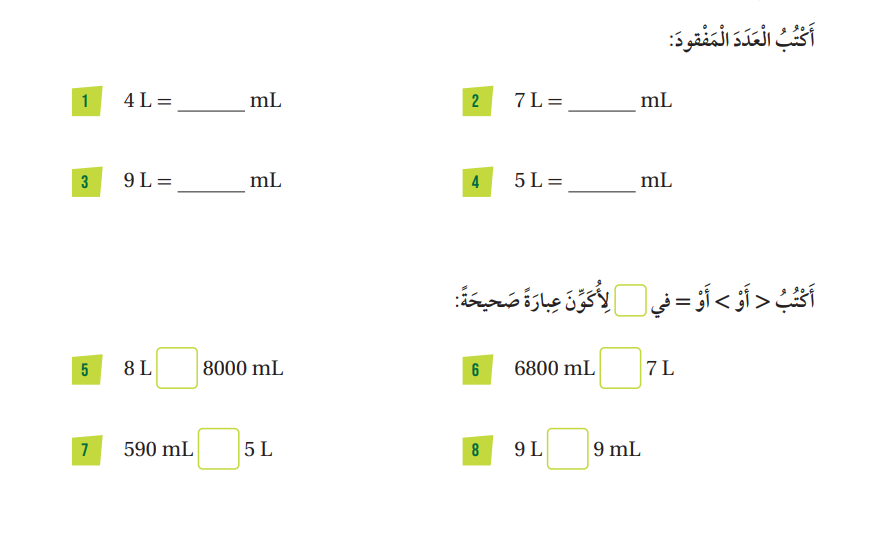 أَكْتُبُ الْعَدَدَ الْمَفْقودَ:
1 4 L = ______ mL
2 7 L = ______ mL
3 9 L = ______ mL
4 5 L = ______ mL
أَكْتُبُ < أَوْ > أَوْ = في □ لِأُكَوِّنَ عِبارَةً صَحيحَةً:
5 8 L □ 8000 mL
6 6800 mL □ 7 L
7 590 mL □ 5 L
8 9 L □ 9 mL